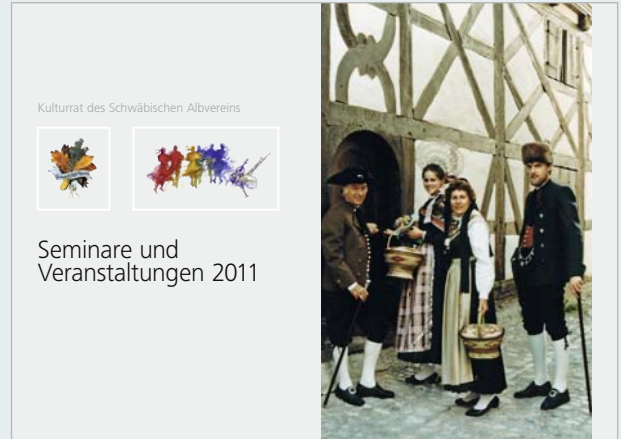 Kulturrat des Schwäbischen Albvereins
Seminare und
Veranstaltungen 2011